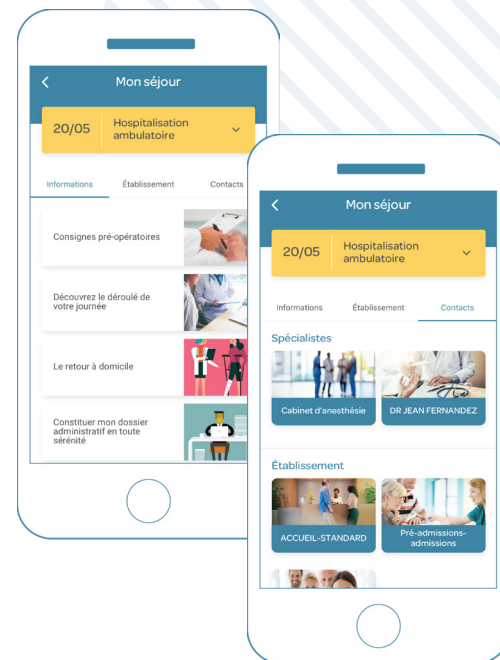 Mon séjour
20/05
Hospitalisation
ambulatoire
Informations
Établissement
Contacts
Consignes pré-opératoires
Découvrez le déroulé de
votre journée
Le retour à domicile
Constituer mon dossier
administratif en toute
sérénité
Mon séjour
20/05
Hospitalisation
ambulatoire
Informations
Établissement
Contacts
Spécialistes
Cabinet d'anesthésie
DR JEAN FERNANDEZ
Établissement
ACCUEIL-STANDARD
Pré-admissions-
admissions